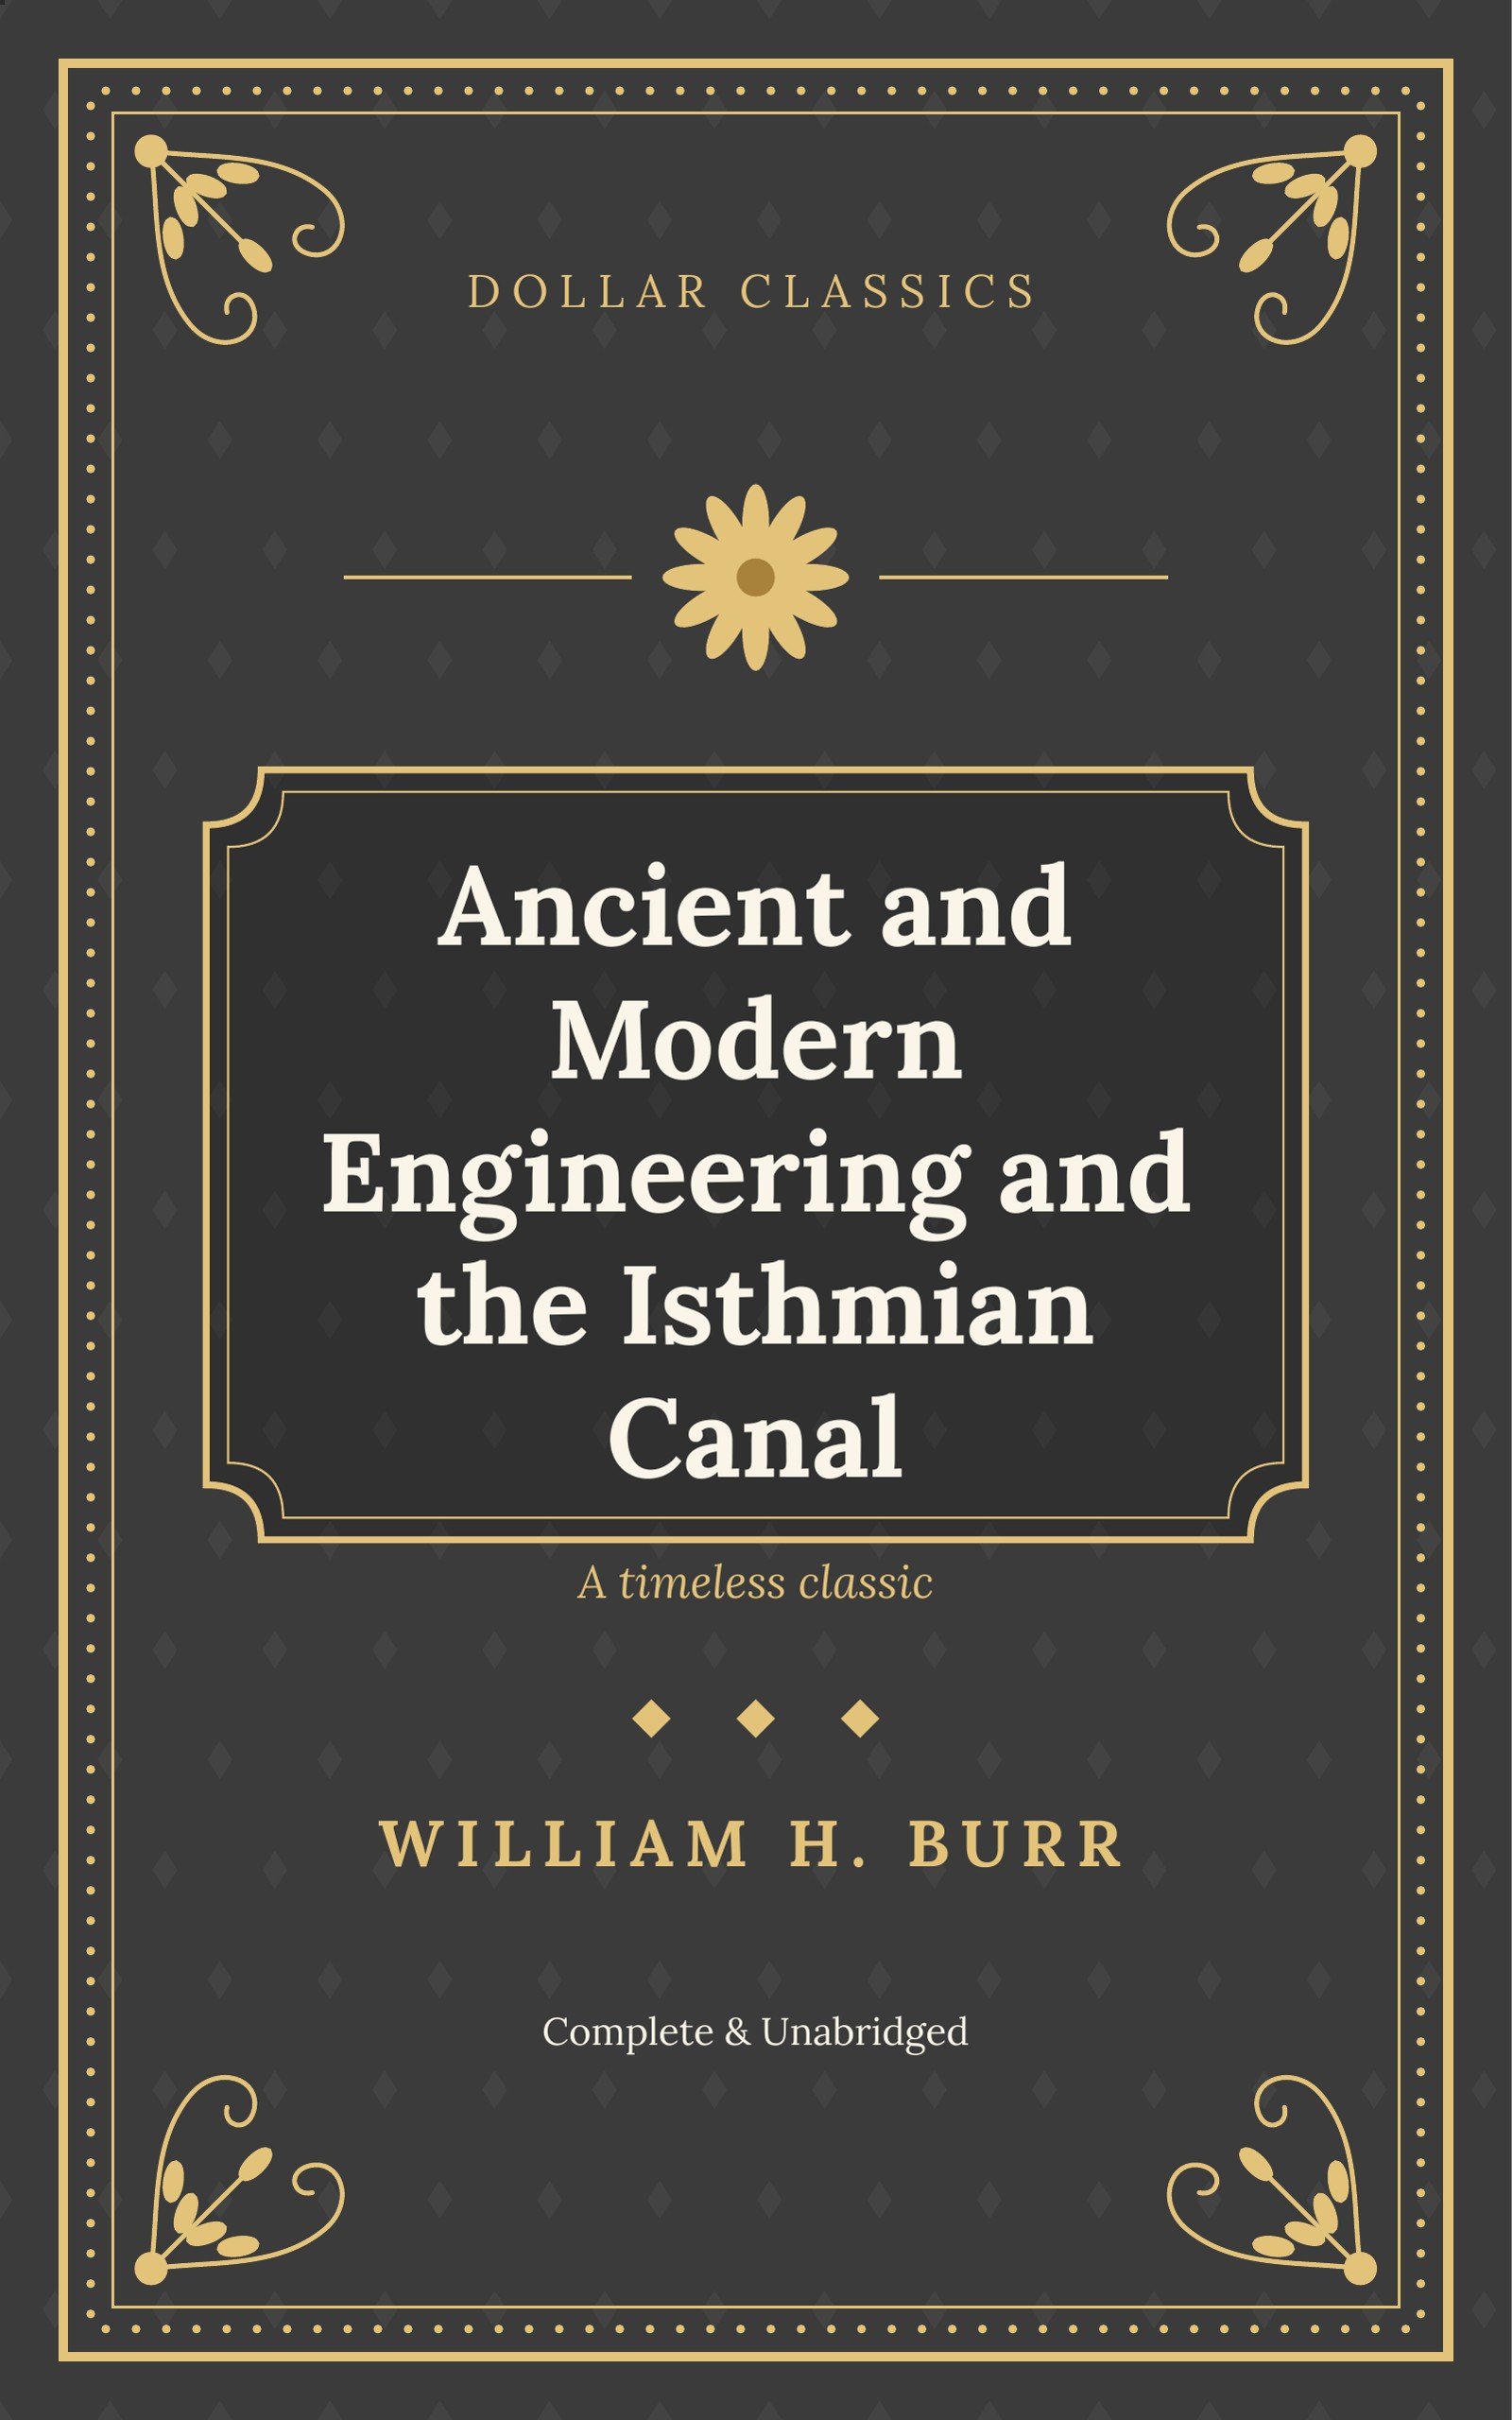 DOLLAR CLASSICS
Ancient and
Modern
Engineering and
the Isthmian
Canal
A timeless classic
WILLIAM H. BURR
Complete & Unabridged